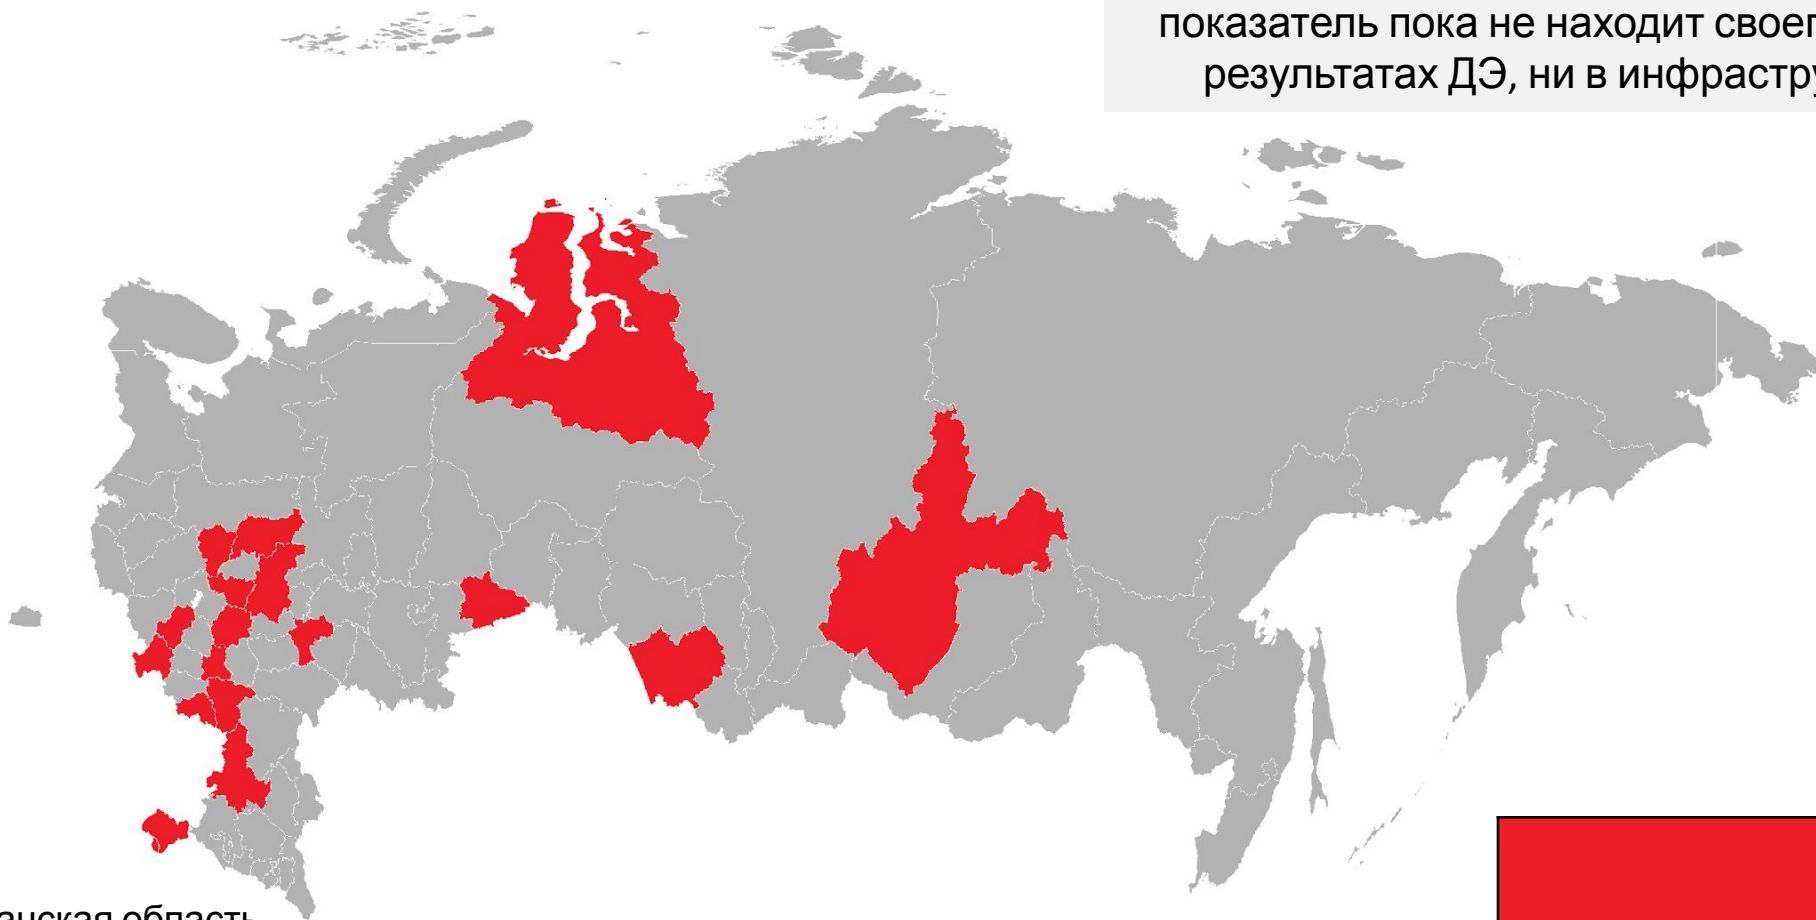 показатель пока не находит своег
результатах ДЭ, ни в инфрастру
анская область